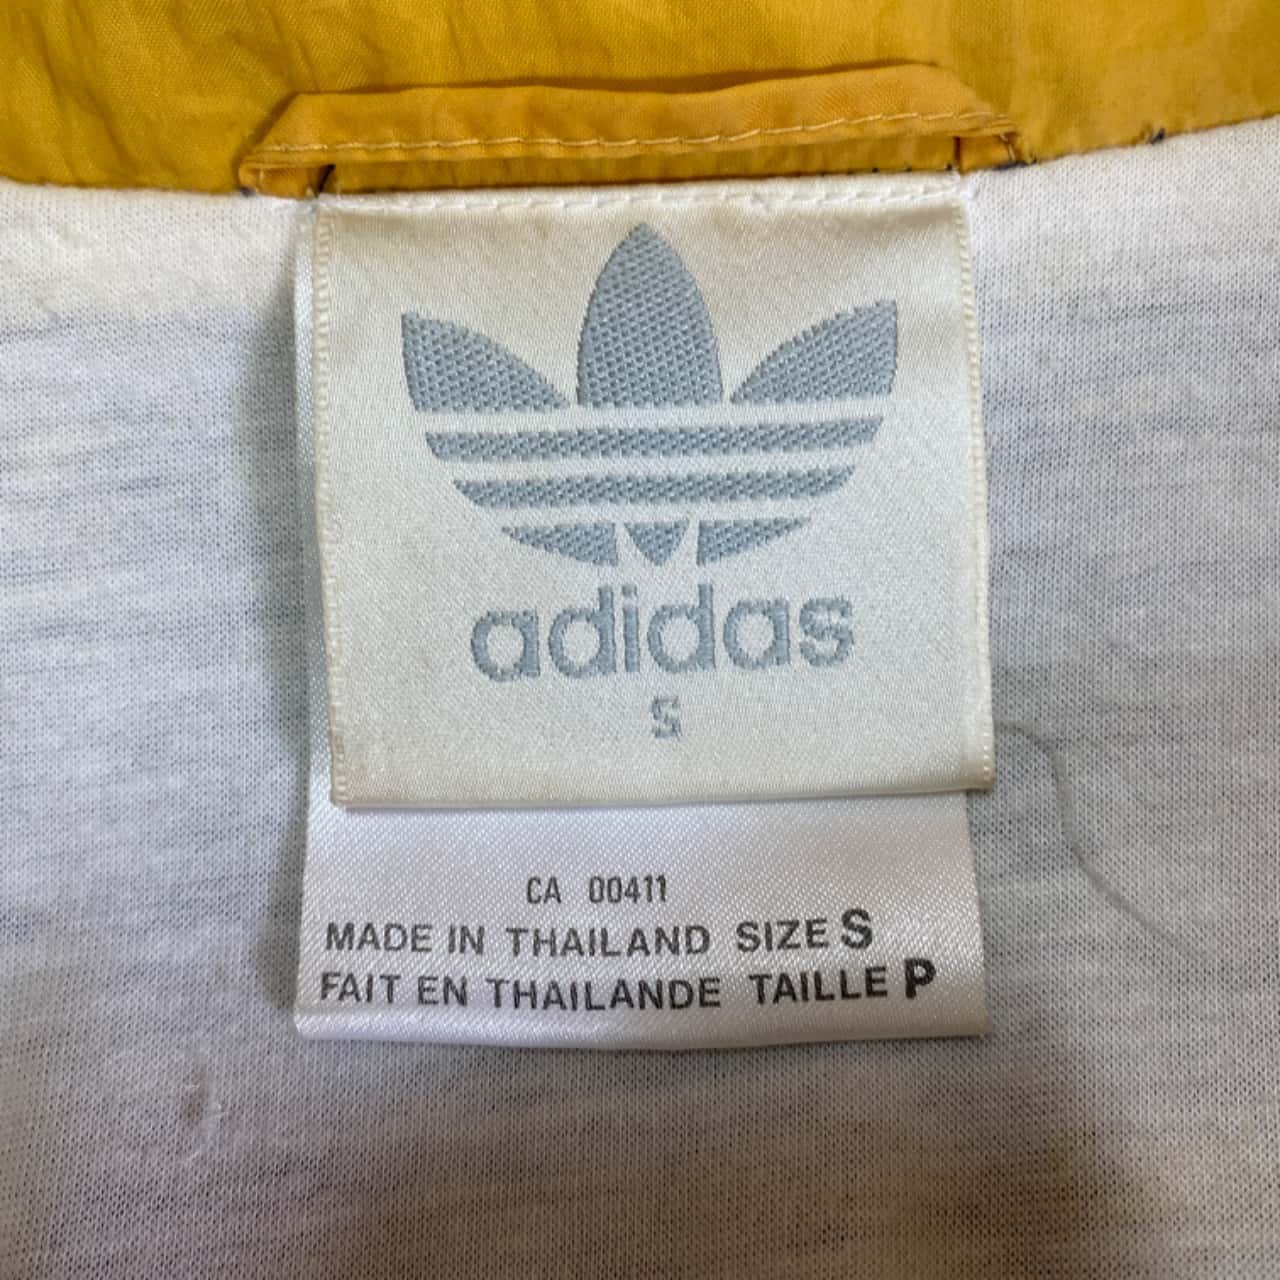 adidas
S
CA 00411
MADE IN THAILAND SIZE S
FAIT EN THAILANDE TAILLE P